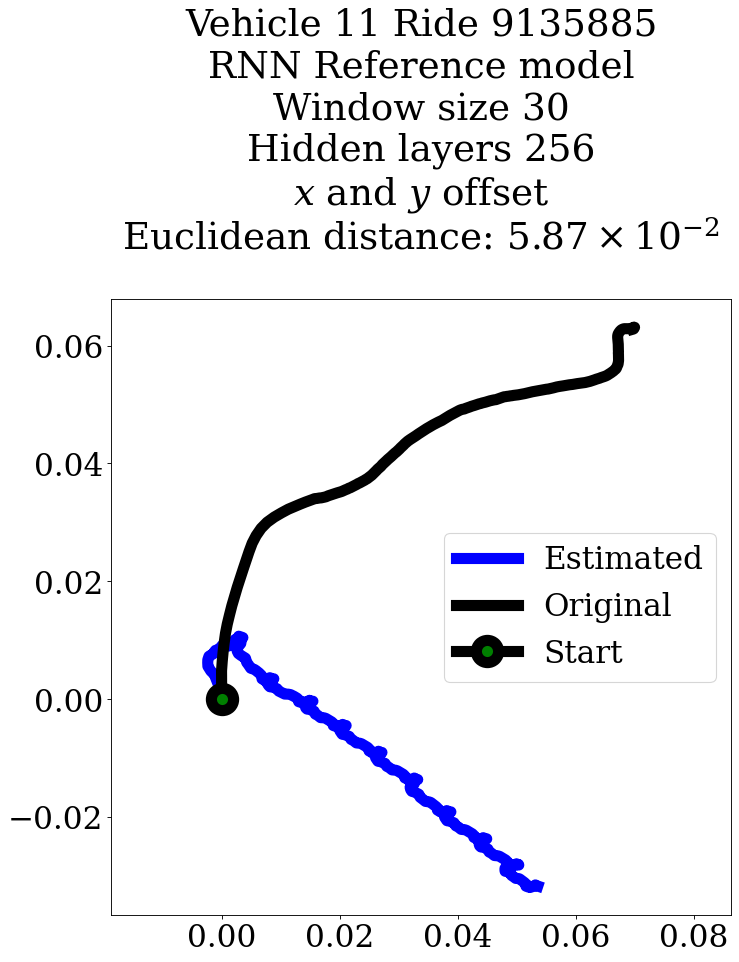 Vehicle 11 Ride 9135885
RNN Reference model
Window size 30
Hidden layers 256
x and y offset
Euclidean distance: 5.87 × 10⁻²
0.06
0.04
0.02
0.00
−0.02
Estimated
Original
Start
0.00 0.02 0.04 0.06 0.08